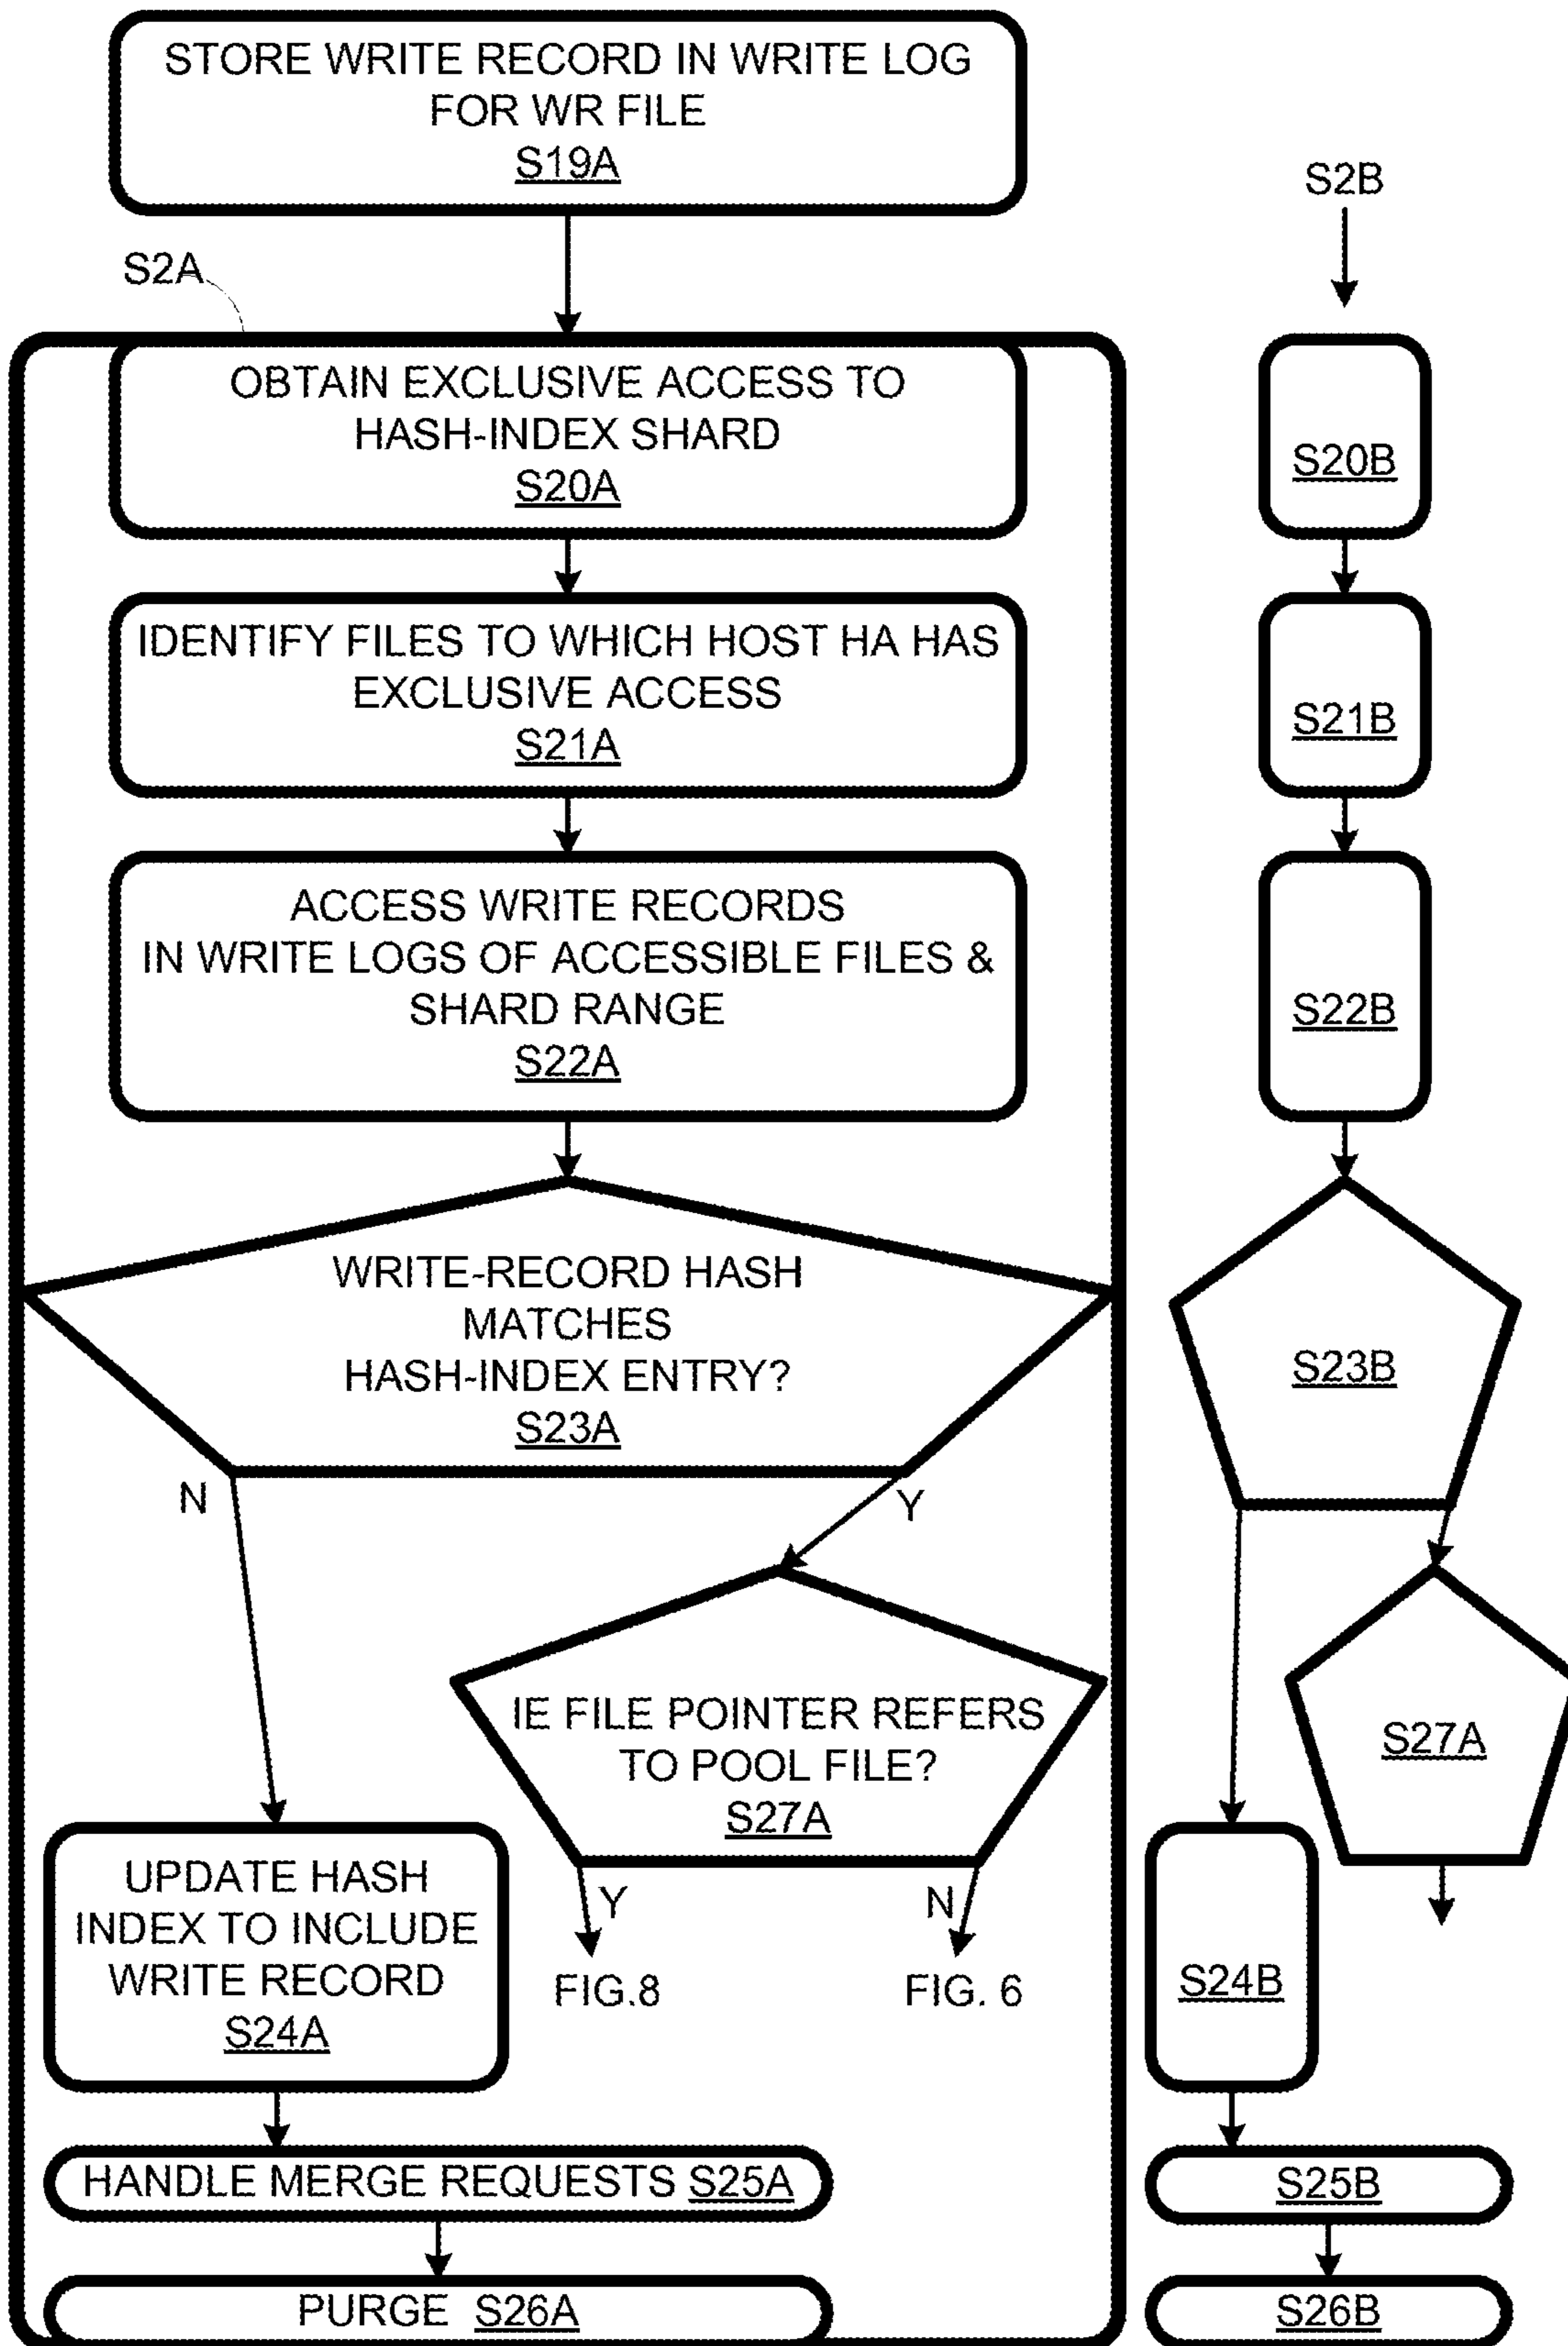 STORE WRITE RECORD IN WRITE LOG
FOR WR FILE
S19A
S2A
OBTAIN EXCLUSIVE ACCESS TO
HASH-INDEX SHARD
S20A
IDENTIFY FILES TO WHICH HOST HA HAS
EXCLUSIVE ACCESS
S21A
ACCESS WRITE RECORDS
IN WRITE LOGS OF ACCESSIBLE FILES &
SHARD RANGE
S22A
WRITE-RECORD HASH
MATCHES
HASH-INDEX ENTRY?
S23A
N
Y
IE FILE POINTER REFERS
TO POOL FILE?
S27A
Y
N
FIG.8
FIG. 6
UPDATE HASH
INDEX TO INCLUDE
WRITE RECORD
S24A
HANDLE MERGE REQUESTS S25A
PURGE S26A
S2B
S20B
S21B
S22B
S23B
S27A
S24B
S25B
S26B